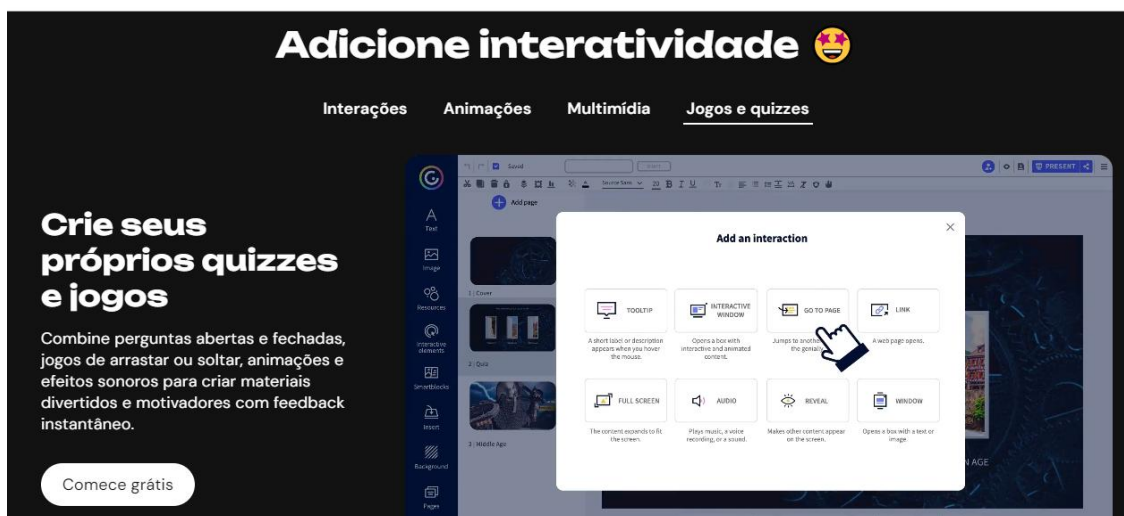 Adicione interatividade 🤩
Interações Animações Multimídia Jogos e quizzes
Crie seus
próprios quizzes
e jogos
Combine perguntas abertas e fechadas,
jogos de arrastar ou soltar, animações e
efeitos sonoros para criar materiais
divertidos e motivadores com feedback
instantâneo.
Comece grátis
Saved
PRESENT
Source Sans
Add page
Text
Image
Resources
Interactive
elements
Smartblocks
Insert
Background
Pages
1 | Cover
2 | Quiz
3 | Middle Age
Add an interaction
TOOLTIP
A short label or description
appears when you hover
the mouse.
INTERACTIVE
WINDOW
Opens a box with
interactive and animated
content.
GO TO PAGE
Jumps to another
the genially.
LINK
A web page opens.
FULL SCREEN
The content expands to fit
the screen.
AUDIO
Plays music, a voice
recording, or a sound.
REVEAL
Makes other content appear
on the screen.
WINDOW
Opens a box with a text or
image.
N AGE